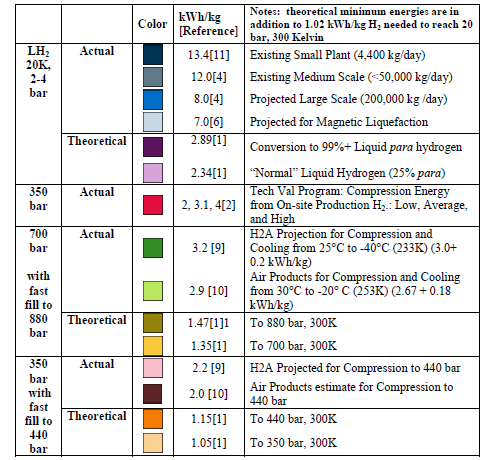 Color
kWh/kg
[Reference]
Notes:  theoretical minimum energies are in
addition to 1.02 kWh/kg H₂ needed to reach 20
bar, 300 Kelvin
LH₂
20K,
2-4
bar
Actual
13.4[11]
Existing Small Plant (4,400 kg/day)
12.0[4]
Existing Medium Scale (<50,000 kg/day)
8.0[4]
Projected Large Scale (200,000 kg /day)
7.0[6]
Projected for Magnetic Liquefaction
Theoretical
2.89[1]
Conversion to 99%+ Liquid para hydrogen
2.34[1]
“Normal” Liquid Hydrogen (25% para)
350
bar
Actual
2, 3.1, 4[2]
Tech Val Program: Compression Energy
from On-site Production H₂.: Low, Average,
and High
700
bar
with
fast
fill to
880
bar
Actual
3.2 [9]
H2A Projection for Compression and
Cooling from 25°C to -40°C (233K) (3.0+
0.2 kWh/kg)
2.9 [10]
Air Products for Compression and Cooling
from 30°C to -20° C (253K) (2.67 + 0.18
kWh/kg)
Theoretical
1.47[1]1
To 880 bar, 300K
1.35[1]
To 700 bar, 300K
350
bar
with
fast
fill to
440
bar
Actual
2.2 [9]
H2A Projected for Compression to 440 bar
2.0 [10]
Air Products estimate for Compression to
440 bar
Theoretical
1.15[1]
To 440 bar, 300K
1.05[1]
To 350 bar, 300K